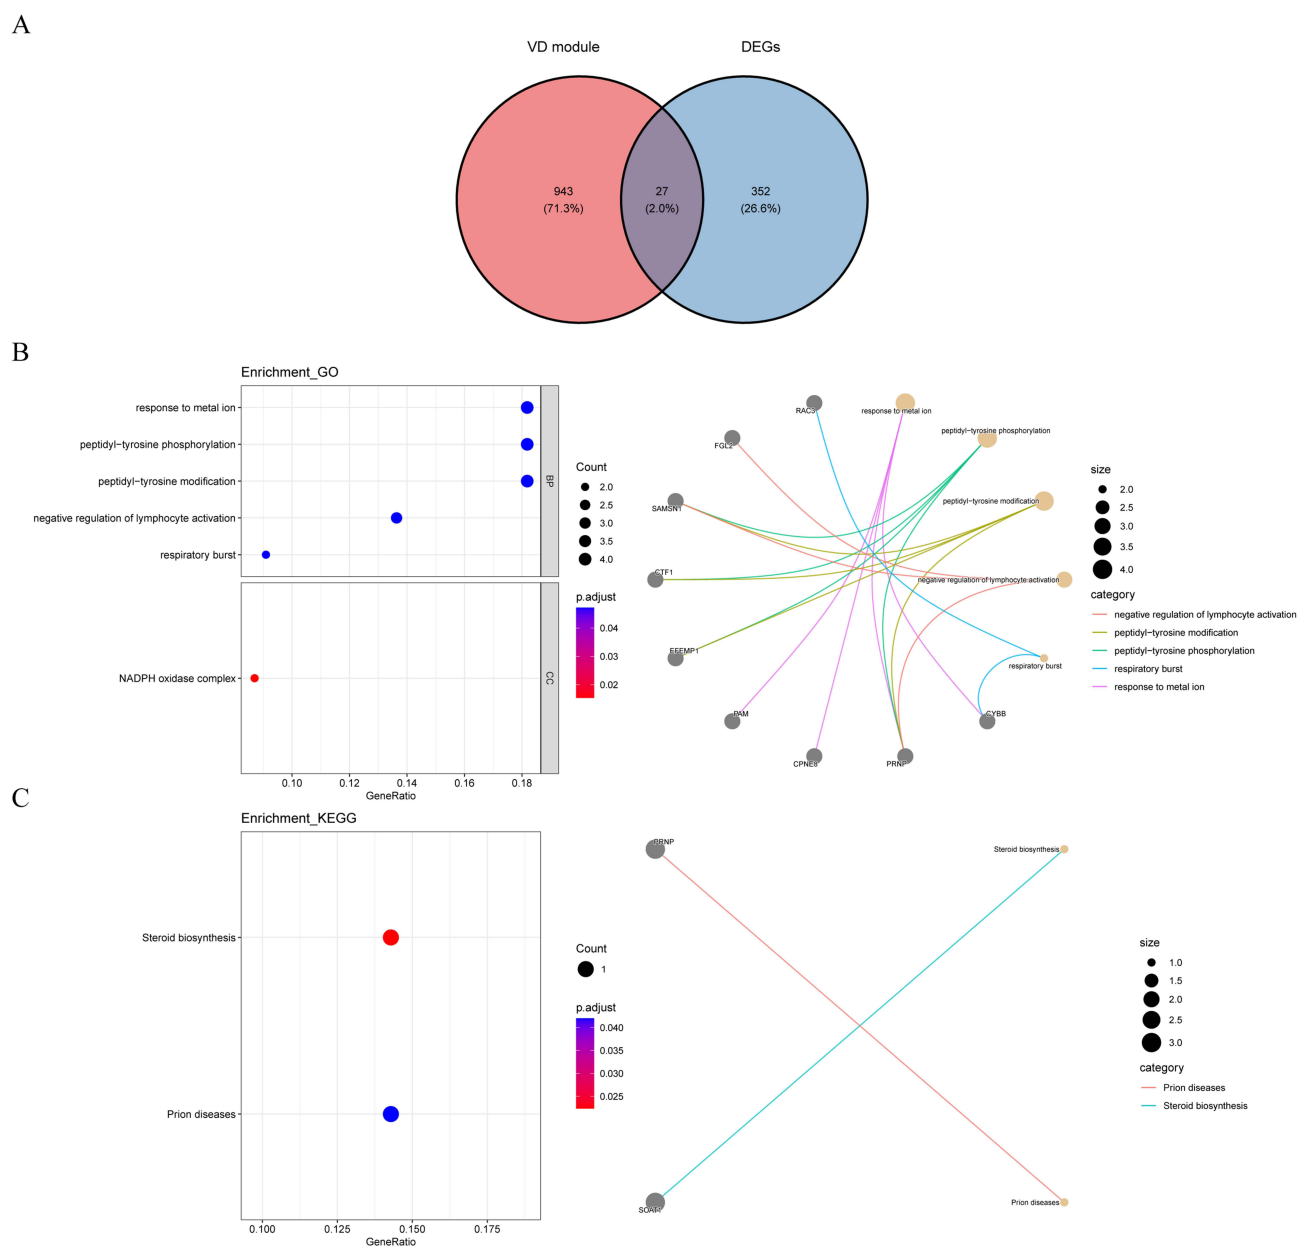 A
VD module
DEGs
943
(71.3%)
27
(2.0%)
352
(26.6%)
B
Enrichment_GO
response to metal ion
peptidyl−tyrosine phosphorylation
peptidyl−tyrosine modification
negative regulation of lymphocyte activation
respiratory burst
BP
NADPH oxidase complex
CC
0.10
0.12
0.14
0.16
0.18
GeneRatio
Count
2.0
2.5
3.0
3.5
4.0
p.adjust
0.04
0.03
0.02
RAC3
response to metal ion
FGL2
peptidyl−tyrosine phosphorylation
SAMSN1
peptidyl−tyrosine modification
CTF1
negative regulation of lymphocyte activation
EFEMP1
respiratory burst
PAM
CYBB
CPNE8
PRNP
size
2.0
2.5
3.0
3.5
4.0
category
negative regulation of lymphocyte activation
peptidyl−tyrosine modification
peptidyl−tyrosine phosphorylation
respiratory burst
response to metal ion
C
Enrichment_KEGG
Steroid biosynthesis
Prion diseases
0.100
0.125
0.150
0.175
GeneRatio
Count
1
p.adjust
0.040
0.035
0.030
0.025
PRNP
Steroid biosynthesis
SOAT1
Prion diseases
size
1.0
1.5
2.0
2.5
3.0
category
Prion diseases
Steroid biosynthesis